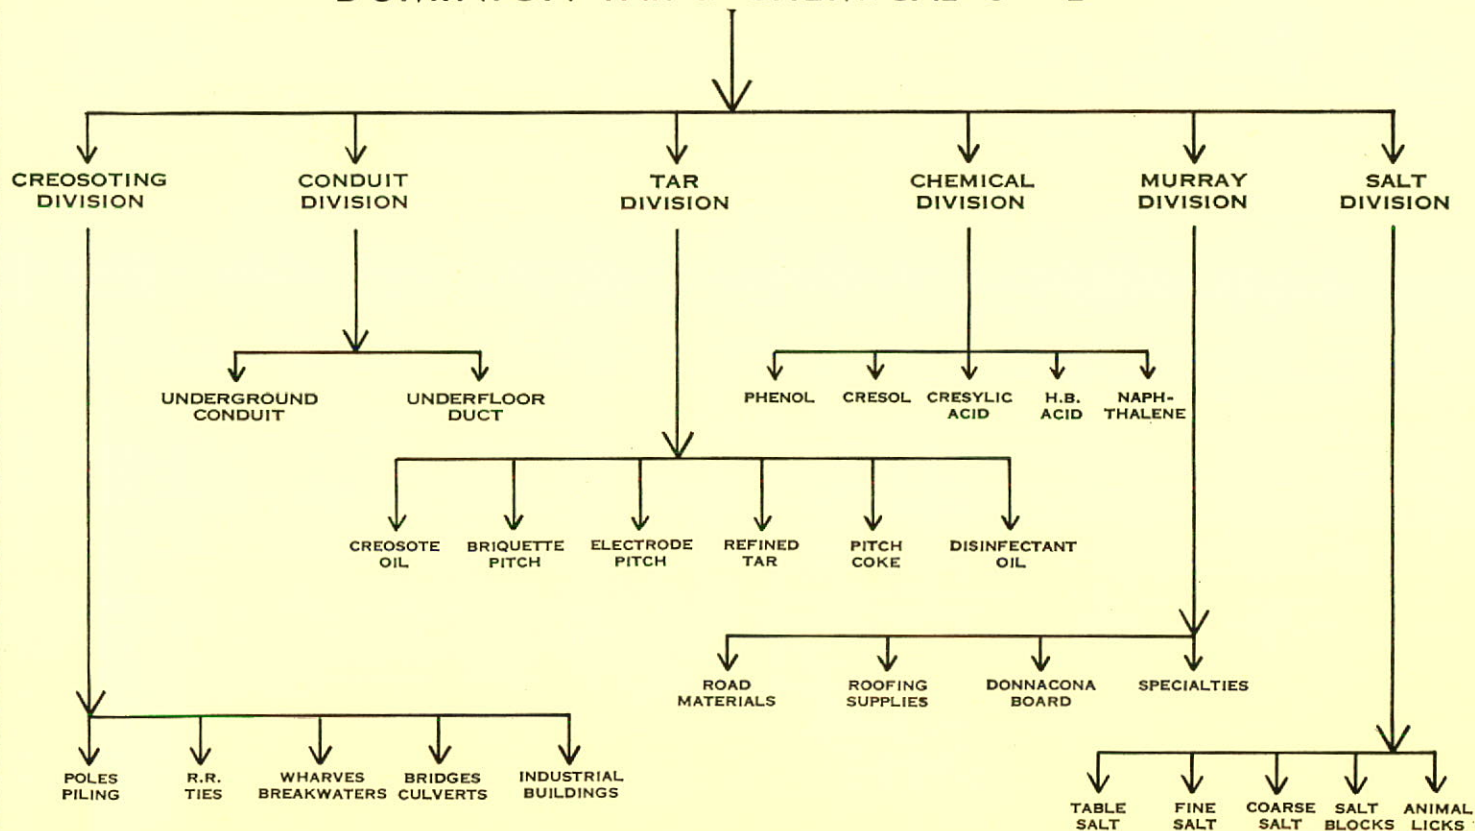 CREOSOTING DIVISION
CONDUIT DIVISION
TAR DIVISION
CHEMICAL DIVISION
MURRAY DIVISION
SALT DIVISION
UNDERGROUND CONDUIT
UNDERFLOOR DUCT
PHENOL
CRESOL
CRESYLIC ACID
H.B. ACID
NAPH-
THALENE
CREOSOTE OIL
BRIQUETTE PITCH
ELECTRODE PITCH
REFINED TAR
PITCH COKE
DISINFECTANT OIL
ROAD MATERIALS
ROOFING SUPPLIES
DONNACONA BOARD
SPECIALTIES
POLES PILING
R.R. TIES
WHARVES BREAKWATERS
BRIDGES CULVERTS
INDUSTRIAL BUILDINGS
TABLE SALT
FINE SALT
COARSE SALT
SALT BLOCKS
ANIMAL LICKS